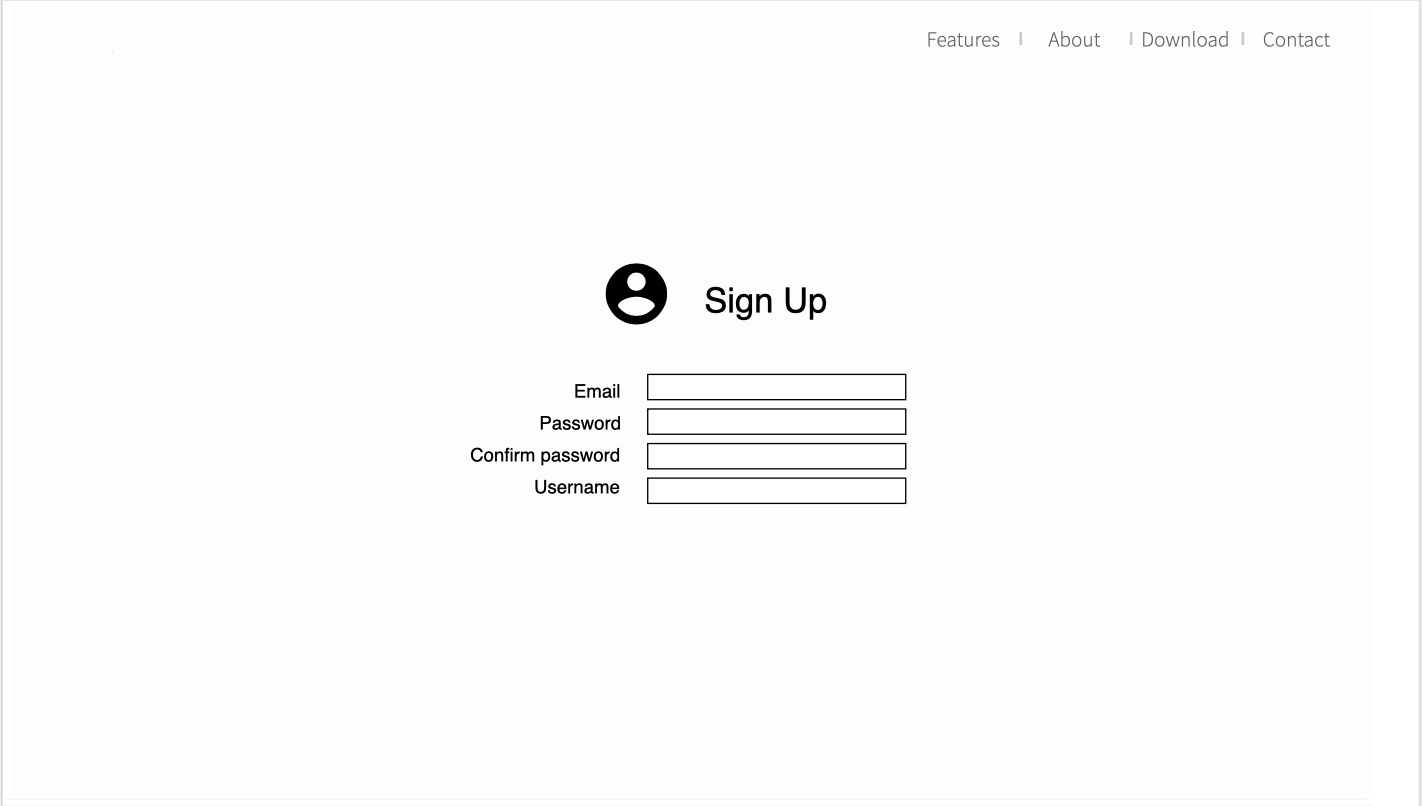 Features | About | Download | Contact
Sign Up
Email
Password
Confirm password
Username